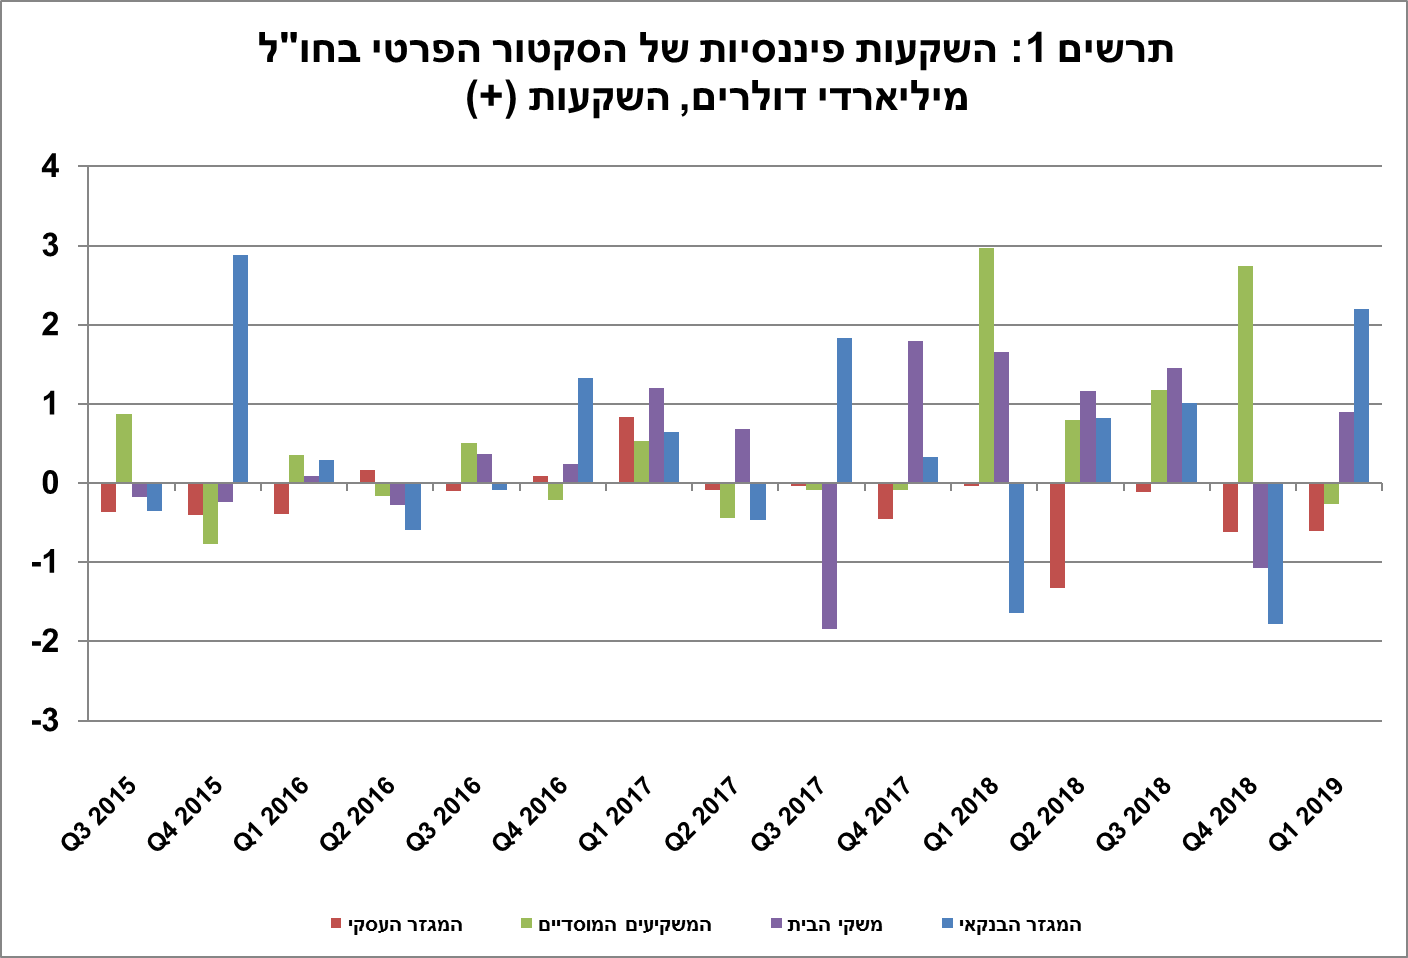 תרשים 1: השקעות פיננסיות של הסקטור הפרטי בחו"ל
מיליארדי דולרים, השקעות (+)
4
3
2
1
0
-1
-2
-3
Q3 2015
Q4 2015
Q1 2016
Q2 2016
Q3 2016
Q4 2016
Q1 2017
Q2 2017
Q3 2017
Q4 2017
Q1 2018
Q2 2018
Q3 2018
Q4 2018
Q1 2019
המגזר העסקי
המשקיעים המוסדיים
משקי הבית
המגזר הבנקאי